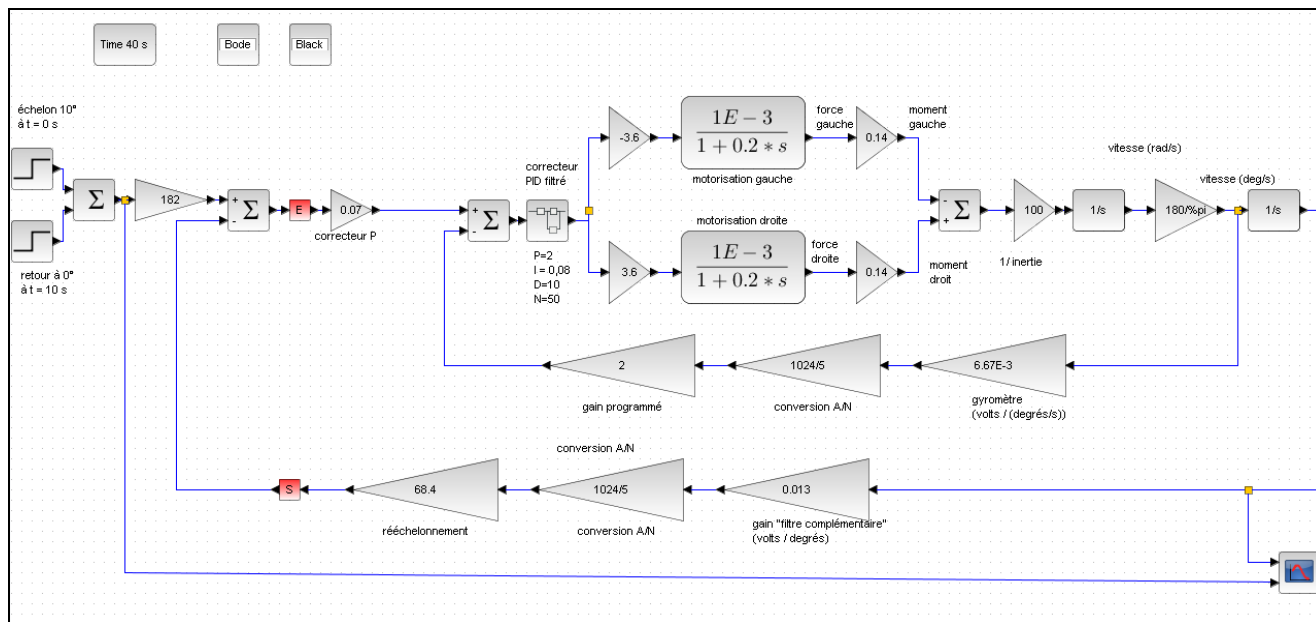 Time 40 s
Bode
Black
échelon 10°
à t = 0 s
retour à 0°
à t = 10 s
Σ
182
+
-
Σ
E
0.07
correcteur P
+
-
Σ
correcteur
PID filtré
P=2
I = 0,08
D=10
N=50
-3.6
1E − 3
1 + 0.2 * s
motorisation gauche
force
gauche
0.14
moment
gauche
3.6
motorisation droite
1E − 3
1 + 0.2 * s
force
droite
0.14
moment
droit
-
+
Σ
100
1/ inertie
1/s
vitesse (rad/s)
180/%pi
vitesse (deg/s)
1/s
2
gain programmé
1024/5
conversion A/N
6.67E-3
gyromètre
(volts / (degrés/s))
conversion A/N
S
68.4
rééchelonnement
1024/5
conversion A/N
0.013
gain "filtre complémentaire"
(volts / degrés)